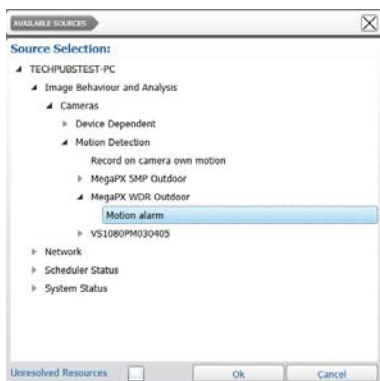 AVAILABLE SOURCES
Source Selection:
TECHPUBSTEST-PC
Image Behaviour and Analysis
Cameras
Device Dependent
Motion Detection
Record on camera own motion
MegaPX 5MP Outdoor
MegaPX WDR Outdoor
Motion alarm
VS1080PM030405
Network
Scheduler Status
System Status
Unresolved Resources
Ok
Cancel